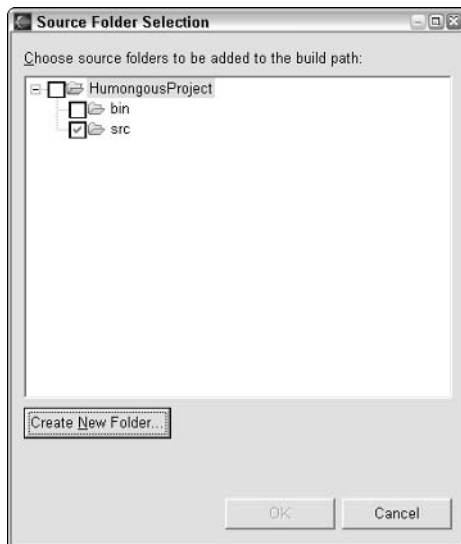 Source Folder Selection
Choose source folders to be added to the build path:
HumongousProject
bin
src
Create New Folder...
OK
Cancel